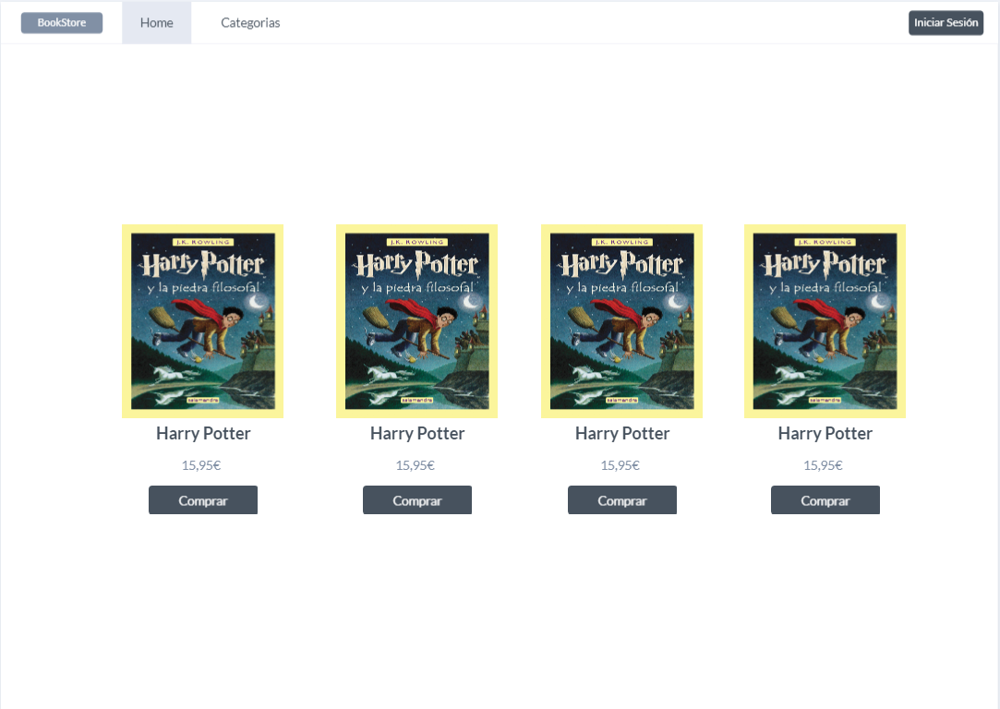 BookStore Home Categorias Iniciar Sesión
J.K. ROWLING J.K. ROWLING J.K. ROWLING J.K. ROWLING
Harry Potter Harry Potter Harry Potter Harry Potter
y la piedra filosofal y la piedra filosofal y la piedra filosofal y la piedra filosofal
salamandra salamandra salamandra salamandra
Harry Potter Harry Potter Harry Potter Harry Potter
15,95€ 15,95€ 15,95€ 15,95€
Comprar Comprar Comprar Comprar